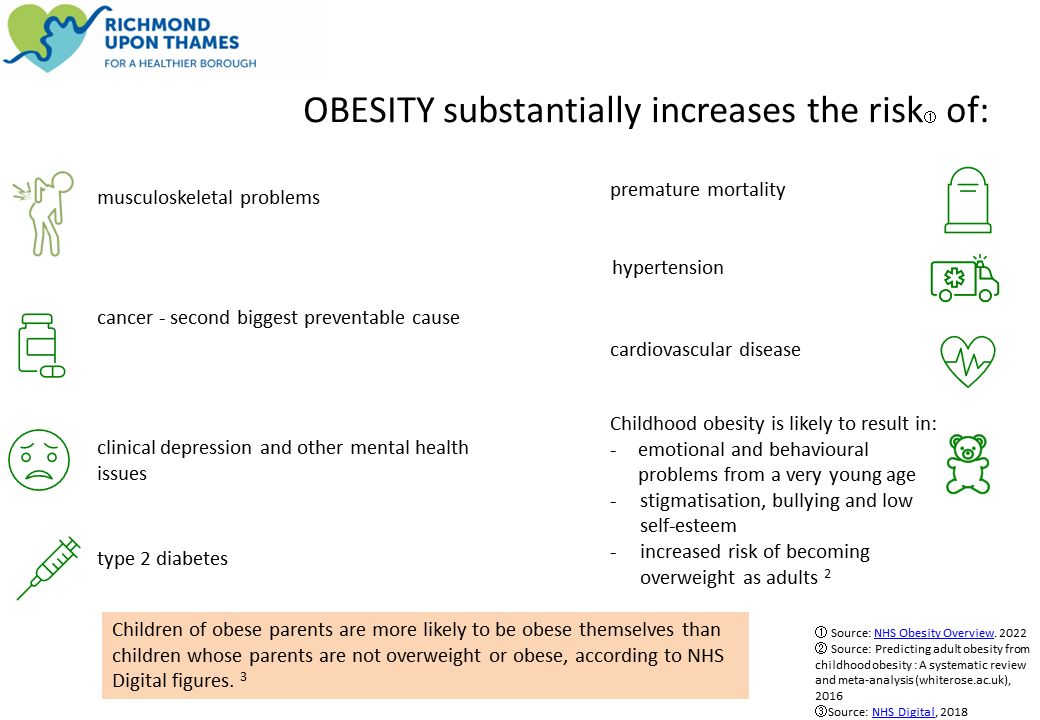 RICHMOND
UPON THAMES
FOR A HEALTHIER BOROUGH
OBESITY substantially increases the risk① of:
musculoskeletal problems
cancer - second biggest preventable cause
clinical depression and other mental health
issues
type 2 diabetes
premature mortality
hypertension
cardiovascular disease
Childhood obesity is likely to result in:
- emotional and behavioural
problems from a very young age
- stigmatisation, bullying and low
self-esteem
- increased risk of becoming
overweight as adults 2
Children of obese parents are more likely to be obese themselves than
children whose parents are not overweight or obese, according to NHS
Digital figures. 3
① Source: NHS Obesity Overview. 2022
② Source: Predicting adult obesity from
childhood obesity : A systematic review
and meta-analysis (whiterose.ac.uk),
2016
③Source: NHS Digital, 2018